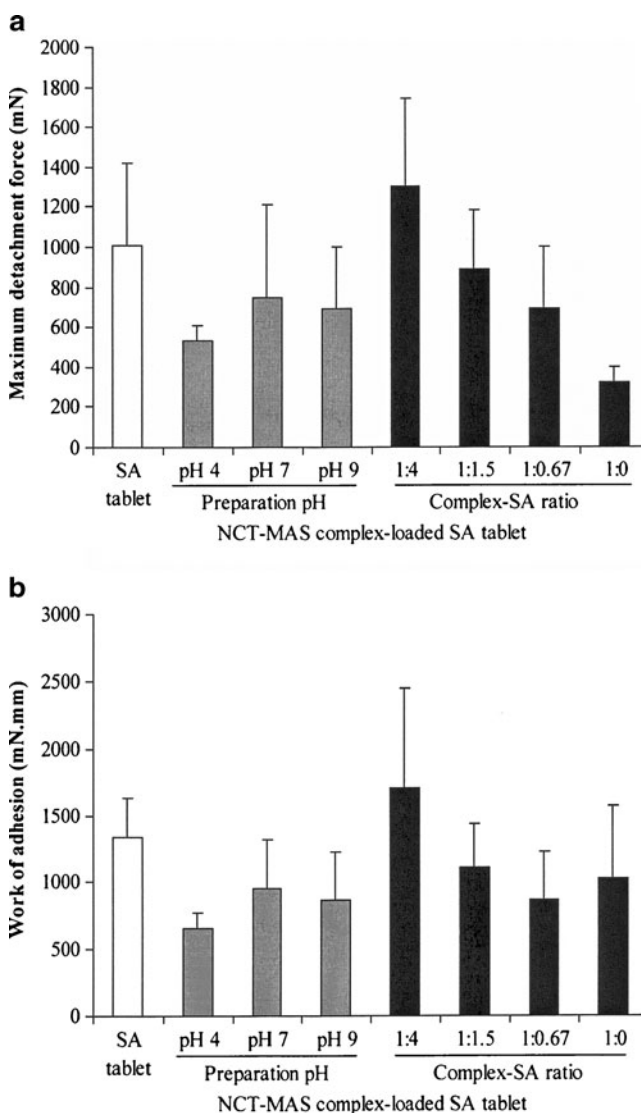 a
Maximum detachment force (mN)
2000
1800
1600
1400
1200
1000
800
600
400
200
0
SA tablet
pH 4 pH 7 pH 9
Preparation pH
1:4 1:1.5 1:0.67 1:0
Complex-SA ratio
NCT-MAS complex-loaded SA tablet
b
Work of adhesion (mN.mm)
3000
2500
2000
1500
1000
500
0
SA tablet
pH 4 pH 7 pH 9
Preparation pH
1:4 1:1.5 1:0.67 1:0
Complex-SA ratio
NCT-MAS complex-loaded SA tablet